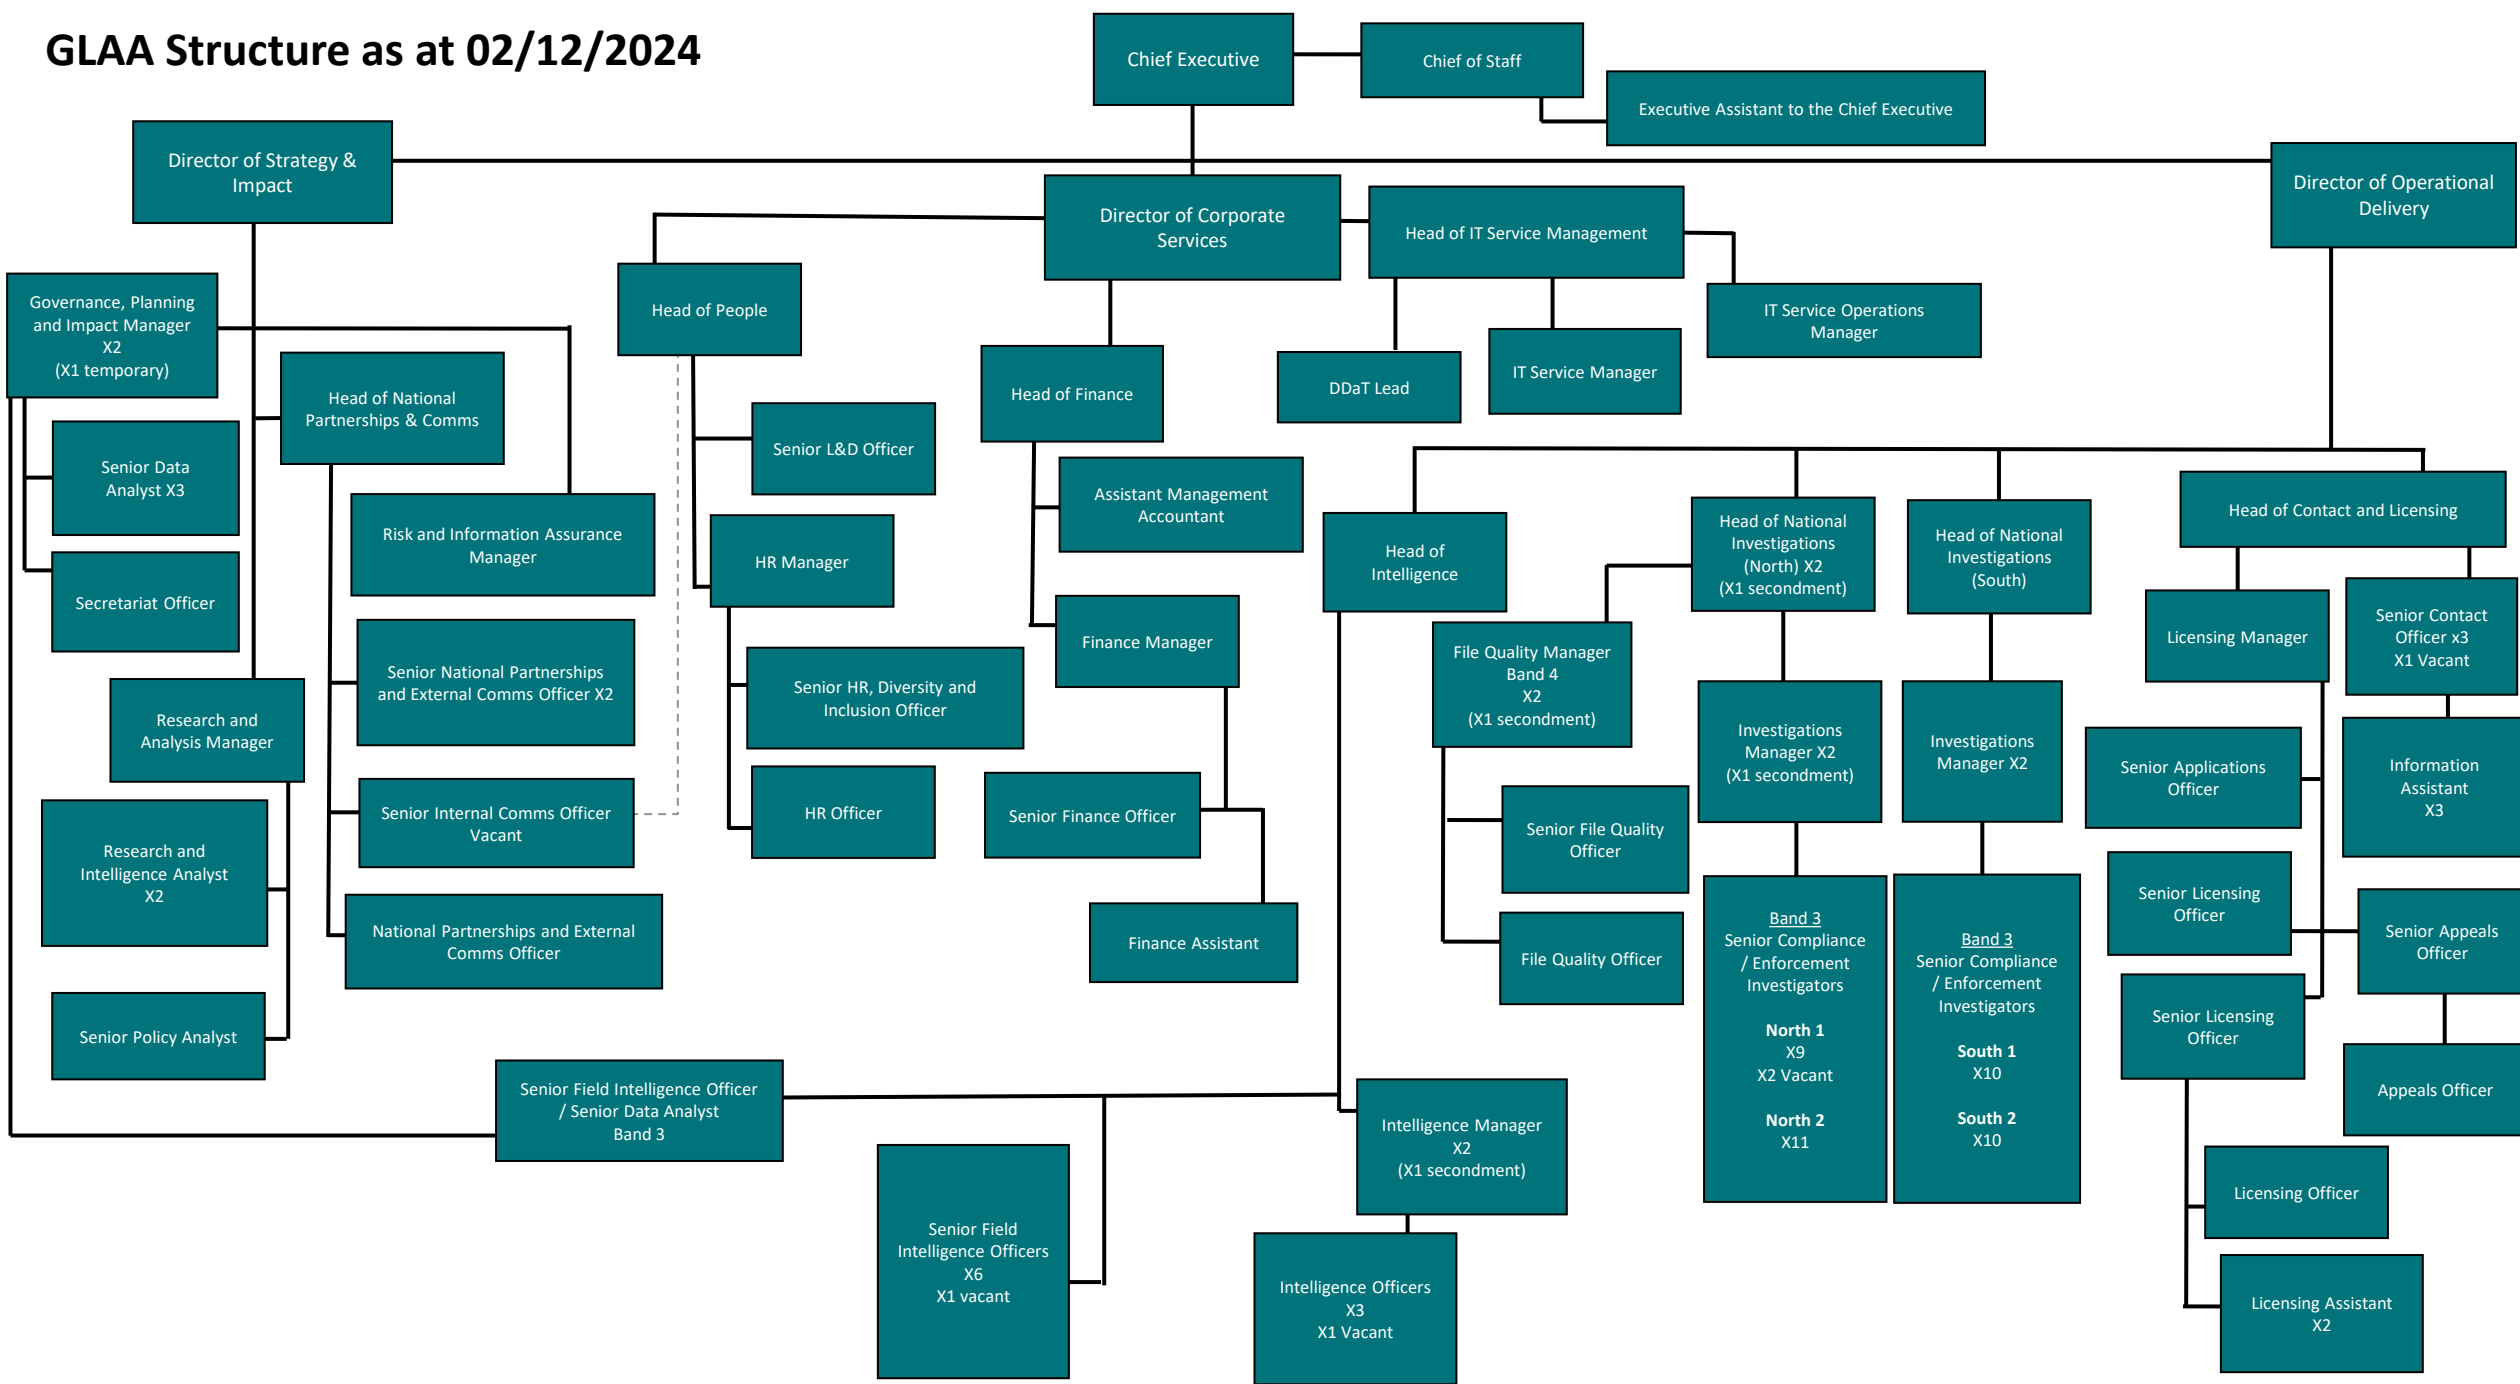 GLAA Structure as at 02/12/2024
Chief Executive
Chief of Staff
Executive Assistant to the Chief Executive
Director of Strategy &
Impact
Director of Corporate
Services
Director of Operational
Delivery
Head of IT Service Management
Governance, Planning
and Impact Manager
X2
(X1 temporary)
Head of People
IT Service Operations
Manager
Head of National
Partnerships & Comms
Head of Finance
DDaT Lead
IT Service Manager
Senior Data
Analyst X3
Senior L&D Officer
Assistant Management
Accountant
Risk and Information Assurance
Manager
Secretariat Officer
HR Manager
Head of
Intelligence
Head of National
Investigations
(North) X2
(X1 secondment)
Head of National
Investigations
(South)
Head of Contact and Licensing
Finance Manager
Licensing Manager
Senior Contact
Officer x3
X1 Vacant
Senior National Partnerships
and External Comms Officer X2
Senior HR, Diversity and
Inclusion Officer
File Quality Manager
Band 4
X2
(X1 secondment)
Research and
Analysis Manager
Investigations
Manager X2
(X1 secondment)
Investigations
Manager X2
Senior Applications
Officer
Information
Assistant
X3
Senior Internal Comms Officer
Vacant
HR Officer
Senior Finance Officer
Senior File Quality
Officer
Research and
Intelligence Analyst
X2
Senior Licensing
Officer
Senior Appeals
Officer
National Partnerships and External
Comms Officer
Finance Assistant
File Quality Officer
Band 3
Senior Compliance
/ Enforcement
Investigators
North 1
X9
X2 Vacant
North 2
X11
Band 3
Senior Compliance
/ Enforcement
Investigators
South 1
X10
South 2
X10
Senior Policy Analyst
Senior Licensing
Officer
Appeals Officer
Senior Field Intelligence Officer
/ Senior Data Analyst
Band 3
Intelligence Manager
X2
(X1 secondment)
Licensing Officer
Senior Field
Intelligence Officers
X6
X1 vacant
Intelligence Officers
X3
X1 Vacant
Licensing Assistant
X2